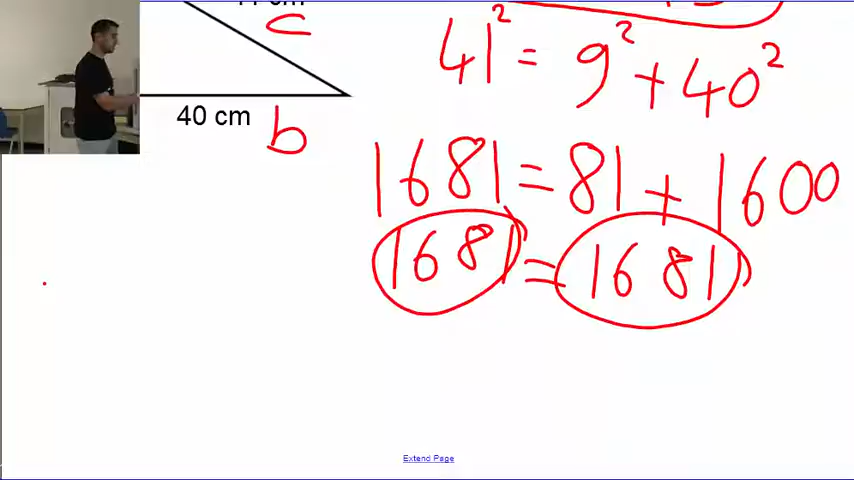 c
40 cm b
41² = 9² + 40²
1681 = 81 + 1600
1681 = 1681
Extend Page